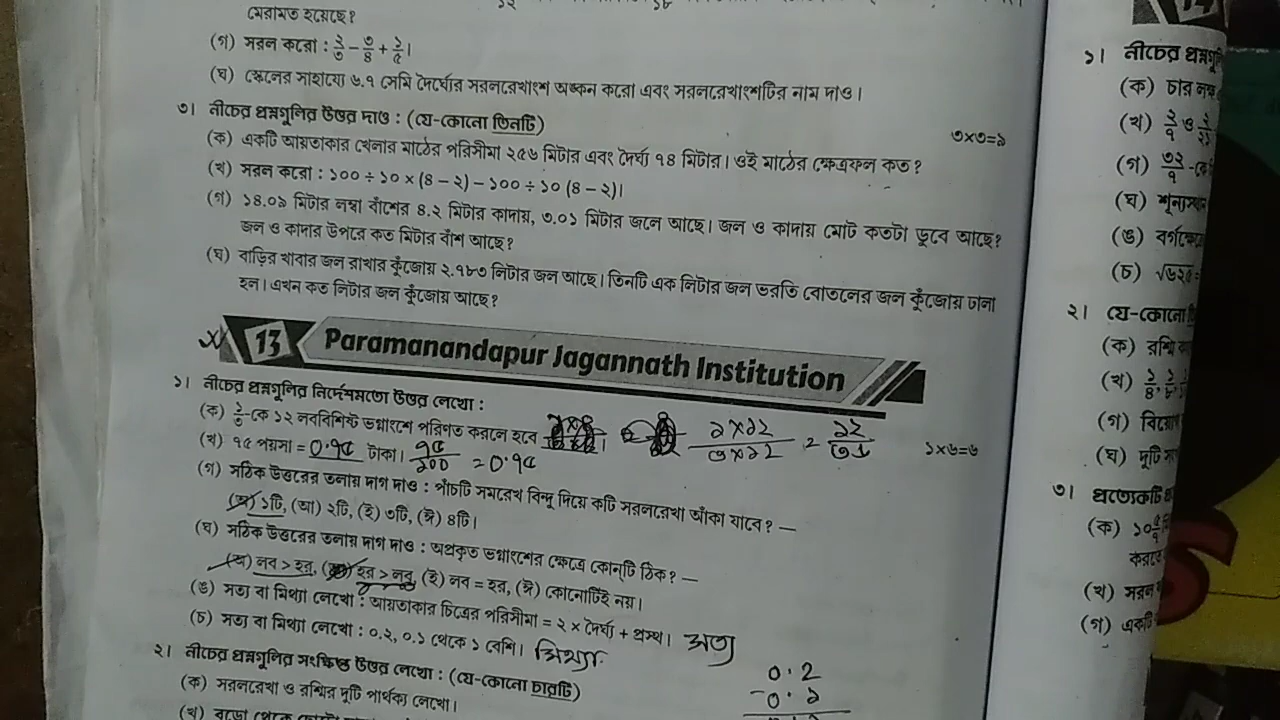 মেরামত হয়েছে?
(গ) সরল করো : ২/৩ − ৩/৪ + ১/৫।
(ঘ) স্কেলের সাহায্যে ৬.৭ সেমি দৈর্ঘ্যের সরলরেখাংশ অঙ্কন করো এবং সরলরেখাংশটির নাম দাও।
৩। নীচের প্রশ্নগুলির উত্তর দাও : (যে-কোনো তিনটি) ৩×৩=৯
(ক) একটি আয়তাকার খেলার মাঠের পরিসীমা ২৫৬ মিটার এবং দৈর্ঘ্য ৭৪ মিটার। ওই মাঠের ক্ষেত্রফল কত?
(খ) সরল করো : ১০০ ÷ ১০ × (৪ − ২) − ১০০ ÷ ১০ (৪ − ২)।
(গ) ১৪.০৯ মিটার লম্বা বাঁশের ৪.২ মিটার কাদায়, ৩.০১ মিটার জলে আছে। জল ও কাদায় মোট কতটা ডুবে আছে?
জল ও কাদার উপরে কত মিটার বাঁশ আছে?
(ঘ) বাড়ির খাবার জল রাখার কুঁজোয় ২.৭৮৩ লিটার জল আছে। তিনটি এক লিটার জল ভরতি বোতলের জল কুঁজোয় ঢালা
হল। এখন কত লিটার জল কুঁজোয় আছে?
13 Paramanandapur Jagannath Institution
১। নীচের প্রশ্নগুলির নির্দেশমতো উত্তর লেখো :
(ক) ১/৩-কে ১২ লববিশিষ্ট ভগ্নাংশে পরিণত করলে হবে ১×১২/৩×১২ = ১২/৩৬ ১×৬=৬
(খ) ৭৫ পয়সা = ০.৭৫ টাকা। ৭৫/১০০ = ০.৭৫
(গ) সঠিক উত্তরের তলায় দাগ দাও : পাঁচটি সমরেখ বিন্দু দিয়ে কটি সরলরেখা আঁকা যাবে? —
(অ) ১টি, (আ) ২টি, (ই) ৩টি, (ঈ) ৪টি।
(ঘ) সঠিক উত্তরের তলায় দাগ দাও : অপ্রকৃত ভগ্নাংশের ক্ষেত্রে কোন্‌টি ঠিক? —
(অ) লব > হর, (আ) হর > লব, (ই) লব = হর, (ঈ) কোনোটিই নয়।
(ঙ) সত্য বা মিথ্যা লেখো : আয়তাকার চিত্রের পরিসীমা = ২ × দৈর্ঘ্য + প্রস্থ। সত্য
(চ) সত্য বা মিথ্যা লেখো : ০.২, ০.১ থেকে ১ বেশি। মিথ্যা
২। নীচের প্রশ্নগুলির সংক্ষিপ্ত উত্তর লেখো : (যে-কোনো চারটি)
০.২
−০.১
(ক) সরলরেখা ও রশ্মির দুটি পার্থক্য লেখো।
(খ)
১। নীচের
(ক) চার
(খ) ২/৭ ও
(গ) ৩২/৭-কে
(ঘ)
(ঙ)
(চ) √৬২৫ =
২। যে-কোনো
(ক) রশ্মি
(খ)
(গ)
(ঘ) দুটি
৩। প্রত্যেকটি
(ক)
করতে
(খ) সরল
(গ) একটি